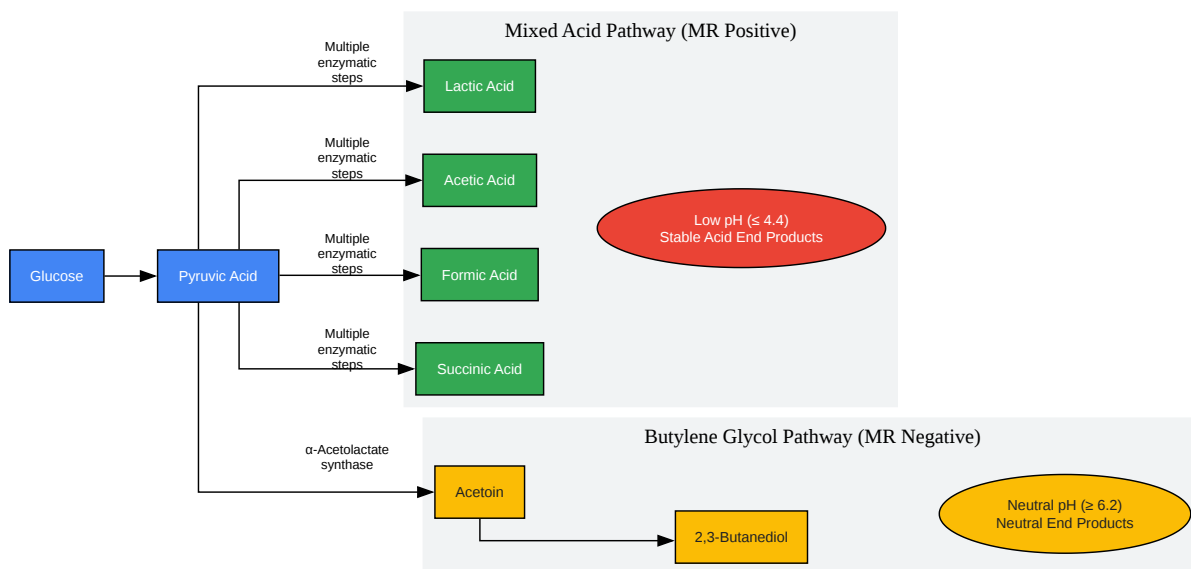 Mixed Acid Pathway (MR Positive)
Multiple
enzymatic
steps
Lactic Acid
Multiple
enzymatic
steps
Acetic Acid
Low pH (≤ 4.4)
Stable Acid End Products
Glucose
Pyruvic Acid
Multiple
enzymatic
steps
Formic Acid
Multiple
enzymatic
steps
Succinic Acid
Butylene Glycol Pathway (MR Negative)
α-Acetolactate
synthase
Acetoin
2,3-Butanediol
Neutral pH (≥ 6.2)
Neutral End Products